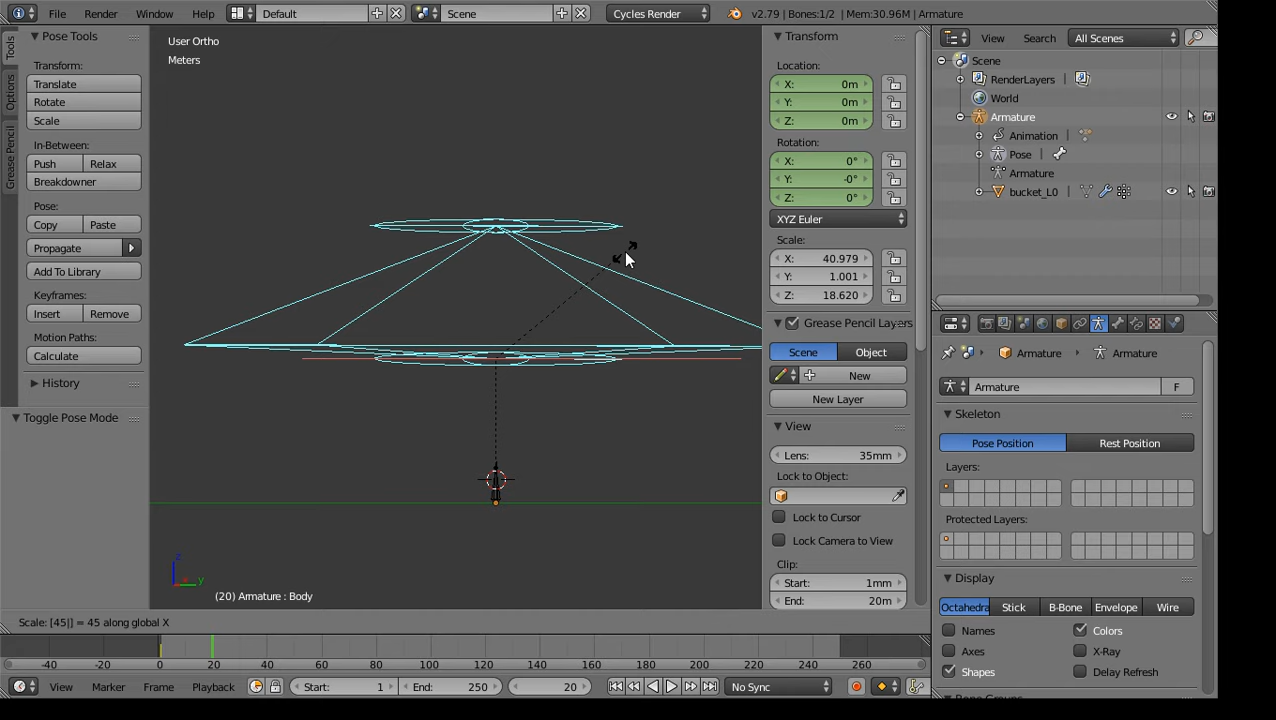 File Render Window Help Default Scene Cycles Render v2.79 | Bones:1/2 | Mem:30.96M | Armature
Tools
Options
Grease Pencil
Pose Tools
Transform:
Translate
Rotate
Scale
In-Between:
Push Relax
Breakdowner
Pose:
Copy Paste
Propagate
Add To Library
Keyframes:
Insert Remove
Motion Paths:
Calculate
History
Toggle Pose Mode
User Ortho
Meters
z
y
(20) Armature : Body
Scale: [45|] = 45 along global X
Transform
Location:
X: 0m
Y: 0m
Z: 0m
Rotation:
X: 0°
Y: -0°
Z: 0°
XYZ Euler
Scale:
X: 40.979
Y: 1.001
Z: 18.620
Grease Pencil Layers
Scene Object
New
New Layer
View
Lens: 35mm
Lock to Object:
Lock to Cursor
Lock Camera to View
Clip:
Start: 1mm
End: 20m
View Search All Scenes
Scene
RenderLayers
World
Armature
Animation
Pose
Armature
bucket_L0
Armature Armature
Armature F
Skeleton
Pose Position Rest Position
Layers:
Protected Layers:
Display
Octahedra Stick B-Bone Envelope Wire
Names Colors
Axes X-Ray
Shapes Delay Refresh
Bone Groups
-40 -20 0 20 40 60 80 100 120 140 160 180 200 220 240 260
View Marker Frame Playback Start: 1 End: 250 20 No Sync